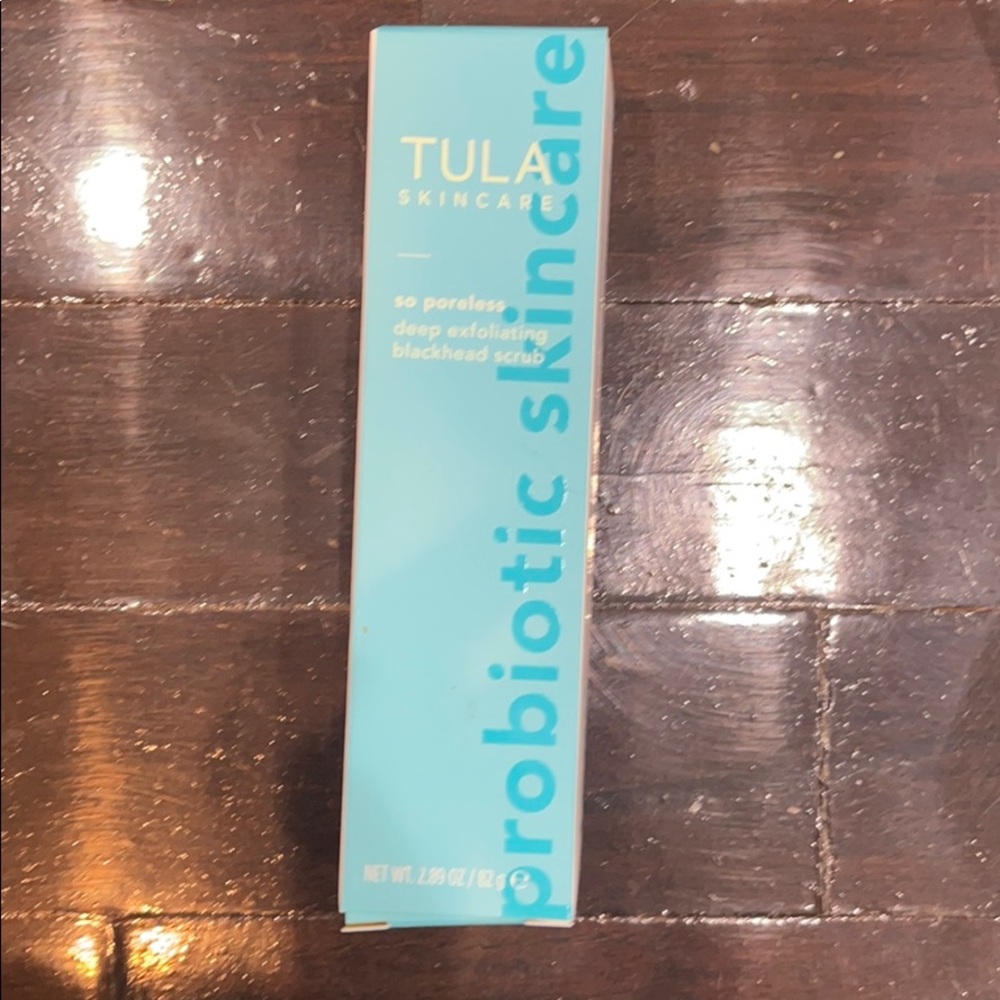 TULA
SKINCARE
so poreless
deep exfoliating
blackhead scrub
probiotic skincare
NET WT. 2.89 OZ / 82 g e